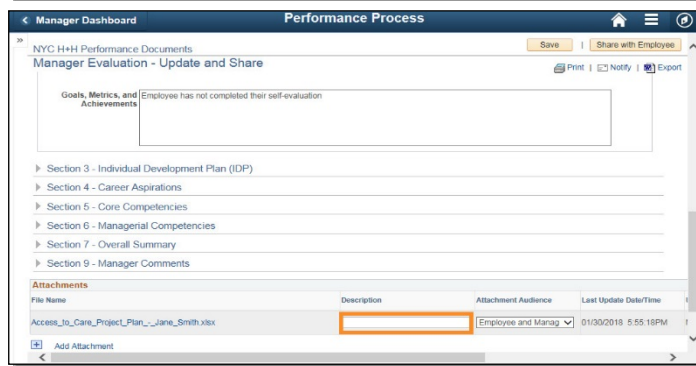 Manager Dashboard
Performance Process
NYC H+H Performance Documents
Save | Share with Employee
Manager Evaluation - Update and Share
Print | Notify | Export
Goals, Metrics, and Achievements
Employee has not completed their self-evaluation
Section 3 - Individual Development Plan (IDP)
Section 4 - Career Aspirations
Section 5 - Core Competencies
Section 6 - Managerial Competencies
Section 7 - Overall Summary
Section 9 - Manager Comments
Attachments
File Name Description Attachment Audience Last Update Date/Time
Access_to_Care_Project_Plan_-_Jane_Smith.xlsx Employee and Manag 01/30/2018 5:55:18PM
Add Attachment